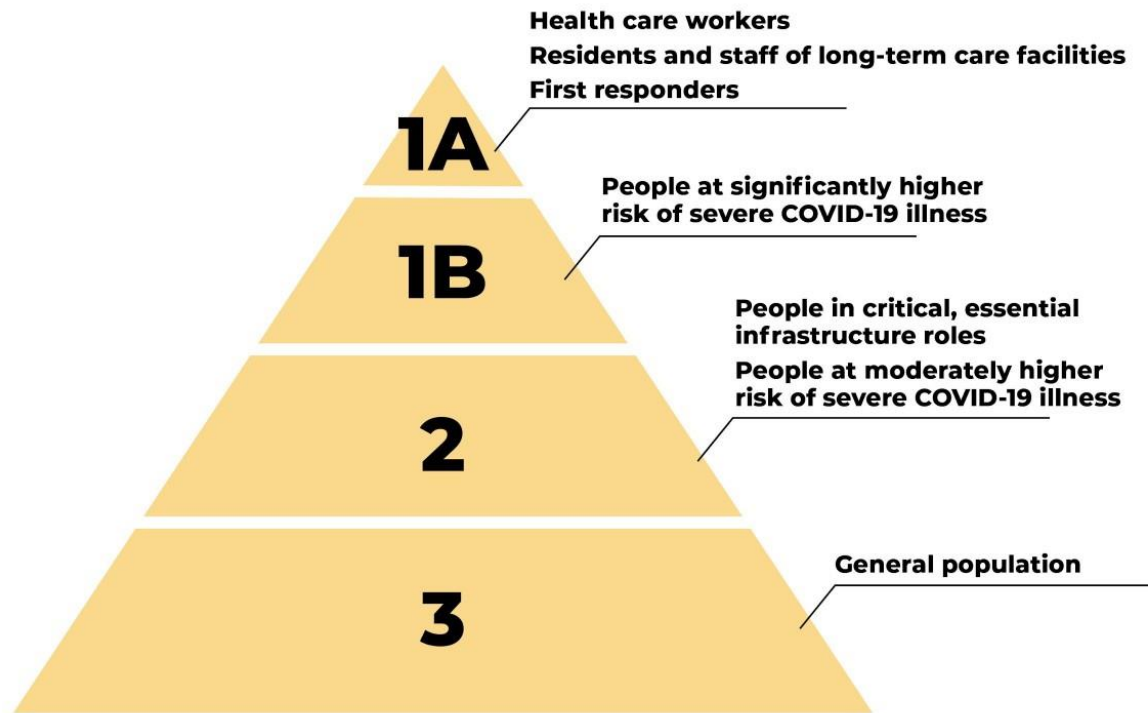 Health care workers
Residents and staff of long-term care facilities
First responders
1A
People at significantly higher
risk of severe COVID-19 illness
1B
People in critical, essential
infrastructure roles
People at moderately higher
risk of severe COVID-19 illness
2
General population
3